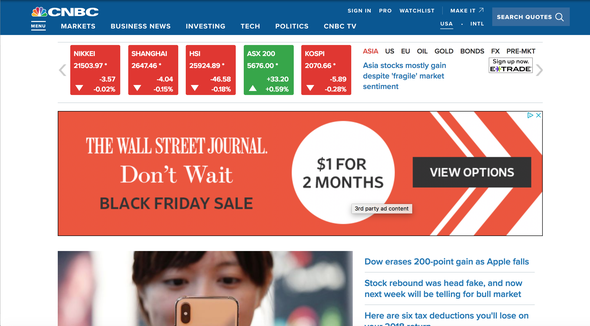 CNBC
SIGN IN PRO WATCHLIST MAKE IT
USA INTL
SEARCH QUOTES
MENU MARKETS BUSINESS NEWS INVESTING TECH POLITICS CNBC TV
NIKKEI
21503.97 *
-3.57
-0.02%
SHANGHAI
2647.46 *
-4.04
-0.15%
HSI
25924.89 *
-46.58
-0.18%
ASX 200
5676.00 *
+33.20
+0.59%
KOSPI
2070.66 *
-5.89
-0.28%
ASIA US EU OIL GOLD BONDS FX PRE-MKT
Asia stocks mostly gain
despite 'fragile' market
sentiment
Sign up now.
E*TRADE
THE WALL STREET JOURNAL.
Don't Wait
BLACK FRIDAY SALE
$1 FOR
2 MONTHS
VIEW OPTIONS
3rd party ad content
Dow erases 200-point gain as Apple falls
Stock rebound was head fake, and now
next week will be telling for bull market
Here are six tax deductions you'll lose on
your 2018 return